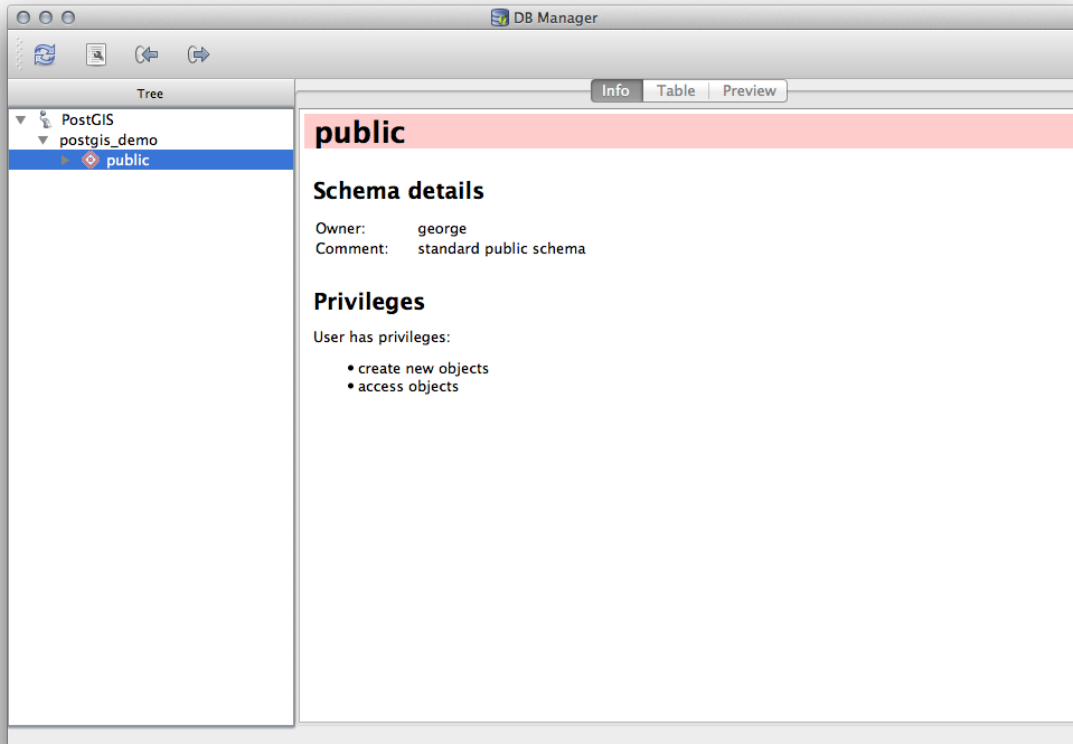 DB Manager
Tree
Info Table Preview
PostGIS
postgis_demo
public
public
Schema details
Owner: george
Comment: standard public schema
Privileges
User has privileges:
• create new objects
• access objects